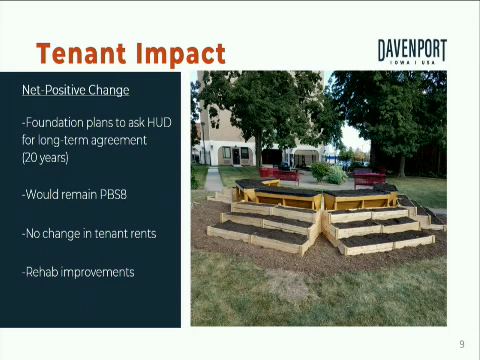 Tenant Impact
DAVENPORT
IOWA | USA
Net-Positive Change
-Foundation plans to ask HUD
for long-term agreement
(20 years)
-Would remain PBS8
-No change in tenant rents
-Rehab improvements
9